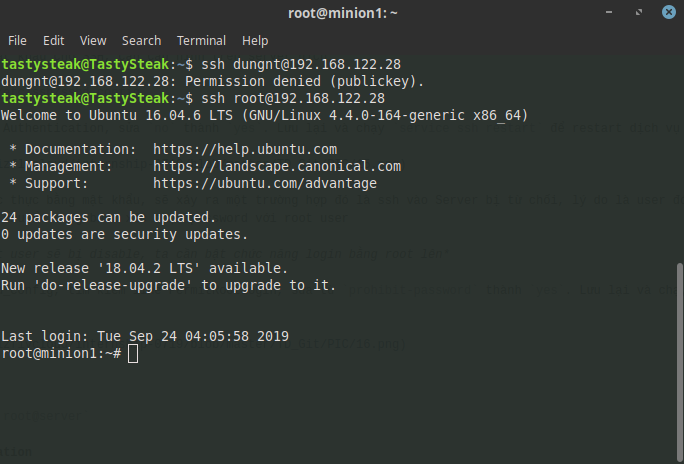 root@minion1: ~
File Edit View Search Terminal Help
tastysteak@TastySteak:~$ ssh dungnt@192.168.122.28
dungnt@192.168.122.28: Permission denied (publickey).
tastysteak@TastySteak:~$ ssh root@192.168.122.28
Welcome to Ubuntu 16.04.6 LTS (GNU/Linux 4.4.0-164-generic x86_64)
* Documentation: https://help.ubuntu.com
* Management: https://landscape.canonical.com
* Support: https://ubuntu.com/advantage
24 packages can be updated.
0 updates are security updates.
New release '18.04.2 LTS' available.
Run 'do-release-upgrade' to upgrade to it.
Last login: Tue Sep 24 04:05:58 2019
root@minion1:~#